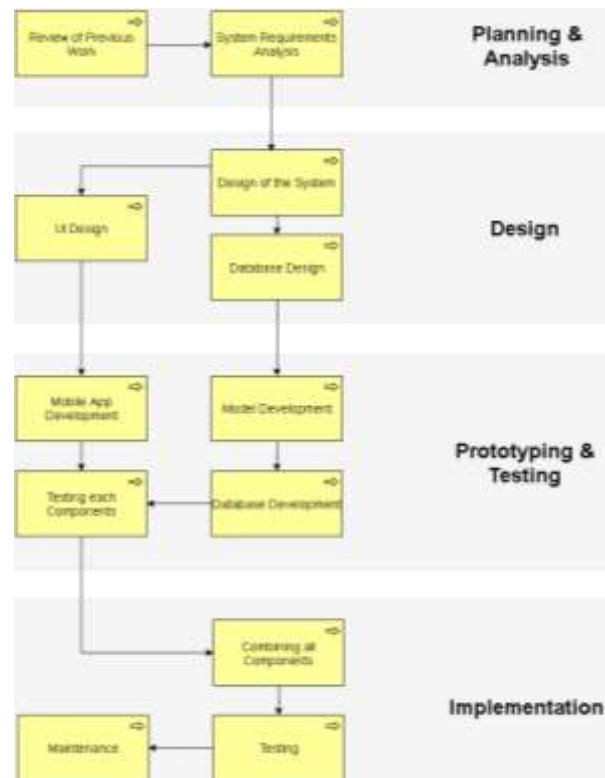 Review of Previous
Work
System Requirements
Analysis
Planning &
Analysis
Design of the System
UI Design
Database Design
Design
Mobile App
Development
Model Development
Testing each
Components
Database Development
Prototyping &
Testing
Combining all
Components
Maintenance
Testing
Implementation